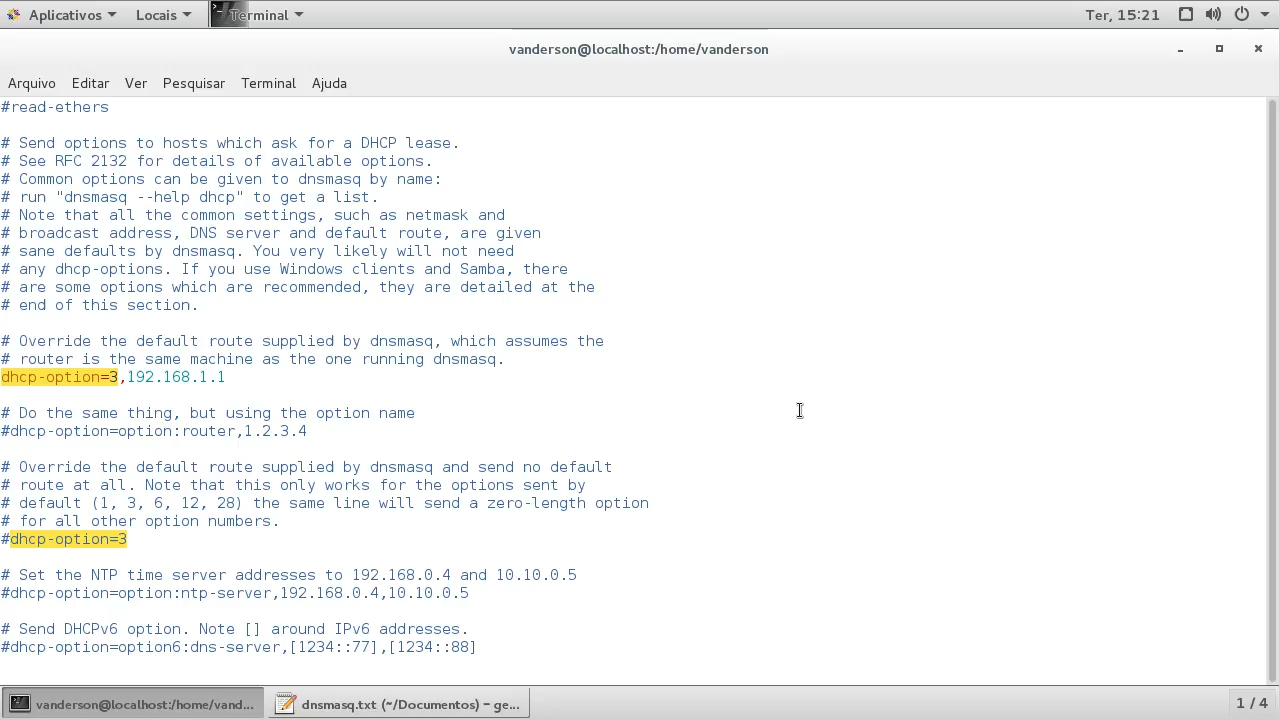 Aplicativos Locais Terminal Ter, 15:21
vanderson@localhost:/home/vanderson
Arquivo Editar Ver Pesquisar Terminal Ajuda
#read-ethers
# Send options to hosts which ask for a DHCP lease.
# See RFC 2132 for details of available options.
# Common options can be given to dnsmasq by name:
# run "dnsmasq --help dhcp" to get a list.
# Note that all the common settings, such as netmask and
# broadcast address, DNS server and default route, are given
# sane defaults by dnsmasq. You very likely will not need
# any dhcp-options. If you use Windows clients and Samba, there
# are some options which are recommended, they are detailed at the
# end of this section.
# Override the default route supplied by dnsmasq, which assumes the
# router is the same machine as the one running dnsmasq.
dhcp-option=3,192.168.1.1
# Do the same thing, but using the option name
#dhcp-option=option:router,1.2.3.4
# Override the default route supplied by dnsmasq and send no default
# route at all. Note that this only works for the options sent by
# default (1, 3, 6, 12, 28) the same line will send a zero-length option
# for all other option numbers.
#dhcp-option=3
# Set the NTP time server addresses to 192.168.0.4 and 10.10.0.5
#dhcp-option=option:ntp-server,192.168.0.4,10.10.0.5
# Send DHCPv6 option. Note [] around IPv6 addresses.
#dhcp-option=option6:dns-server,[1234::77],[1234::88]
vanderson@localhost:/home/vand... dnsmasq.txt (~/Documentos) – ge... 1 / 4